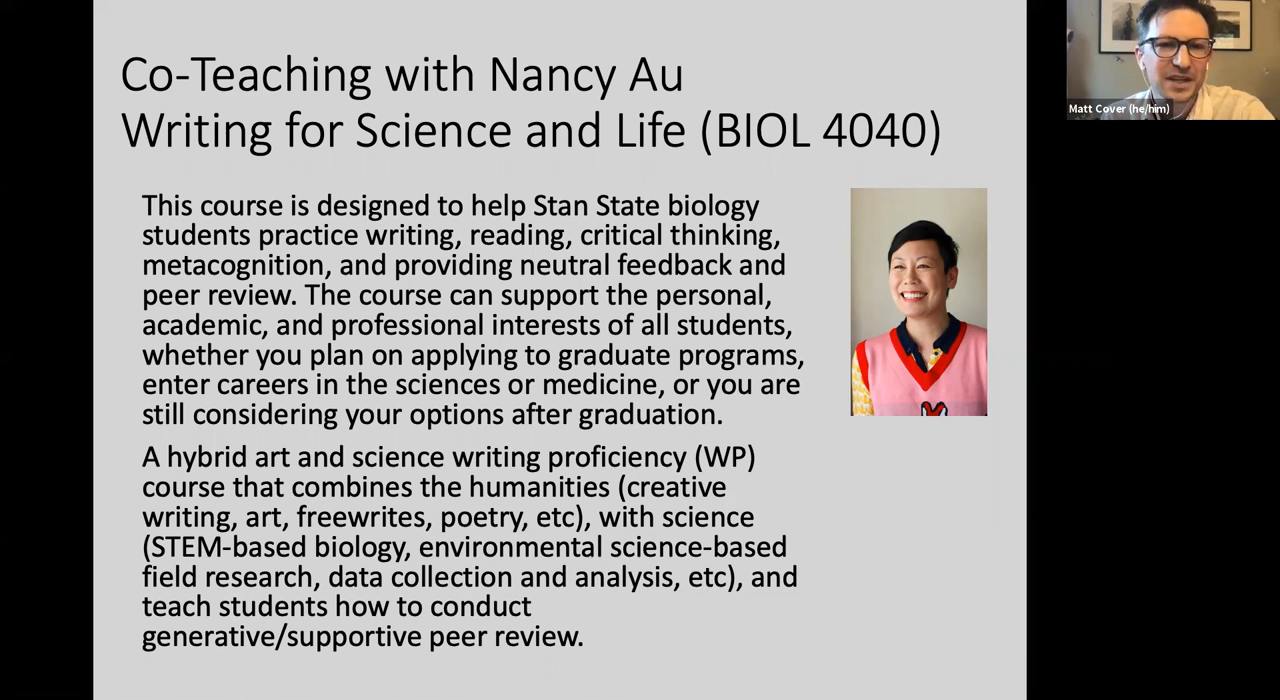 Co-Teaching with Nancy Au
Writing for Science and Life (BIOL 4040)
This course is designed to help Stan State biology
students practice writing, reading, critical thinking,
metacognition, and providing neutral feedback and
peer review. The course can support the personal,
academic, and professional interests of all students,
whether you plan on applying to graduate programs,
enter careers in the sciences or medicine, or you are
still considering your options after graduation.
A hybrid art and science writing proficiency (WP)
course that combines the humanities (creative
writing, art, freewrites, poetry, etc), with science
(STEM-based biology, environmental science-based
field research, data collection and analysis, etc), and
teach students how to conduct
generative/supportive peer review.
Matt Cover (he/him)